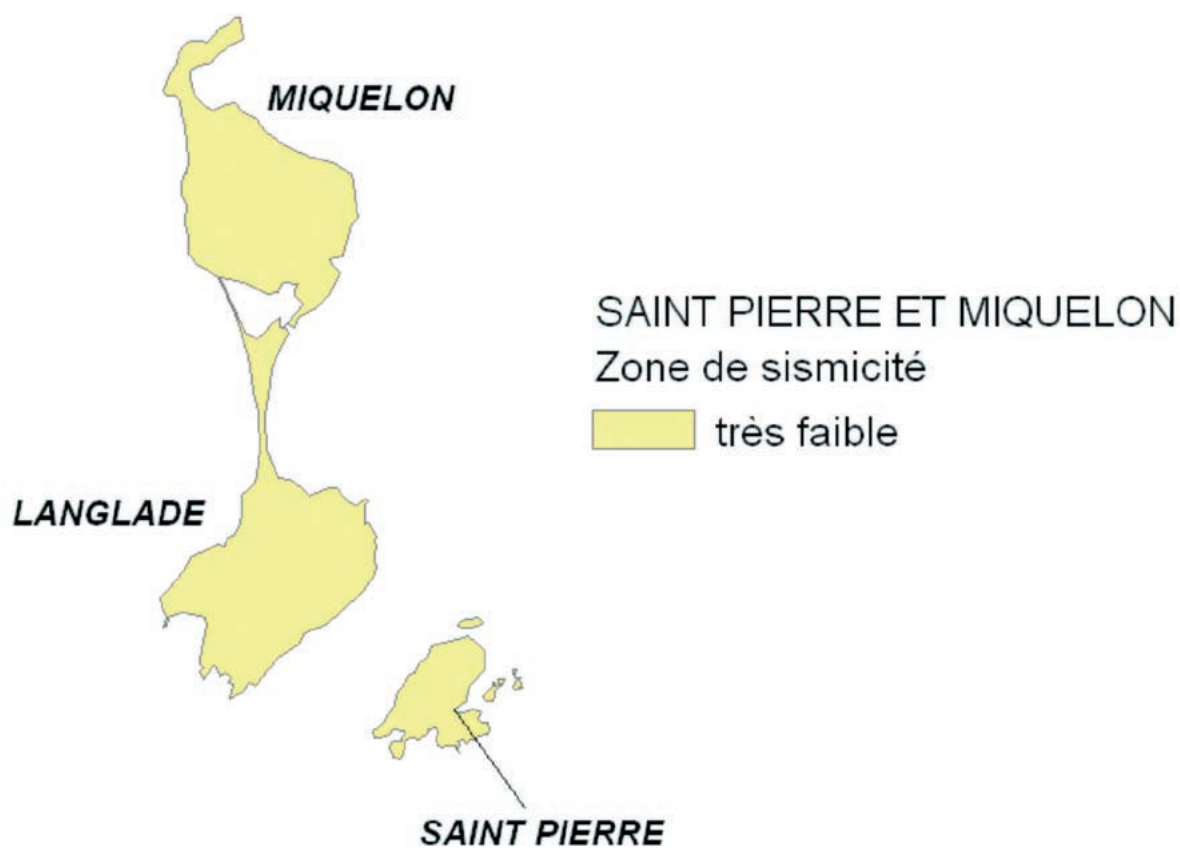 MIQUELON
SAINT PIERRE ET MIQUELON
Zone de sismicité
très faible
LANGLADE
SAINT PIERRE